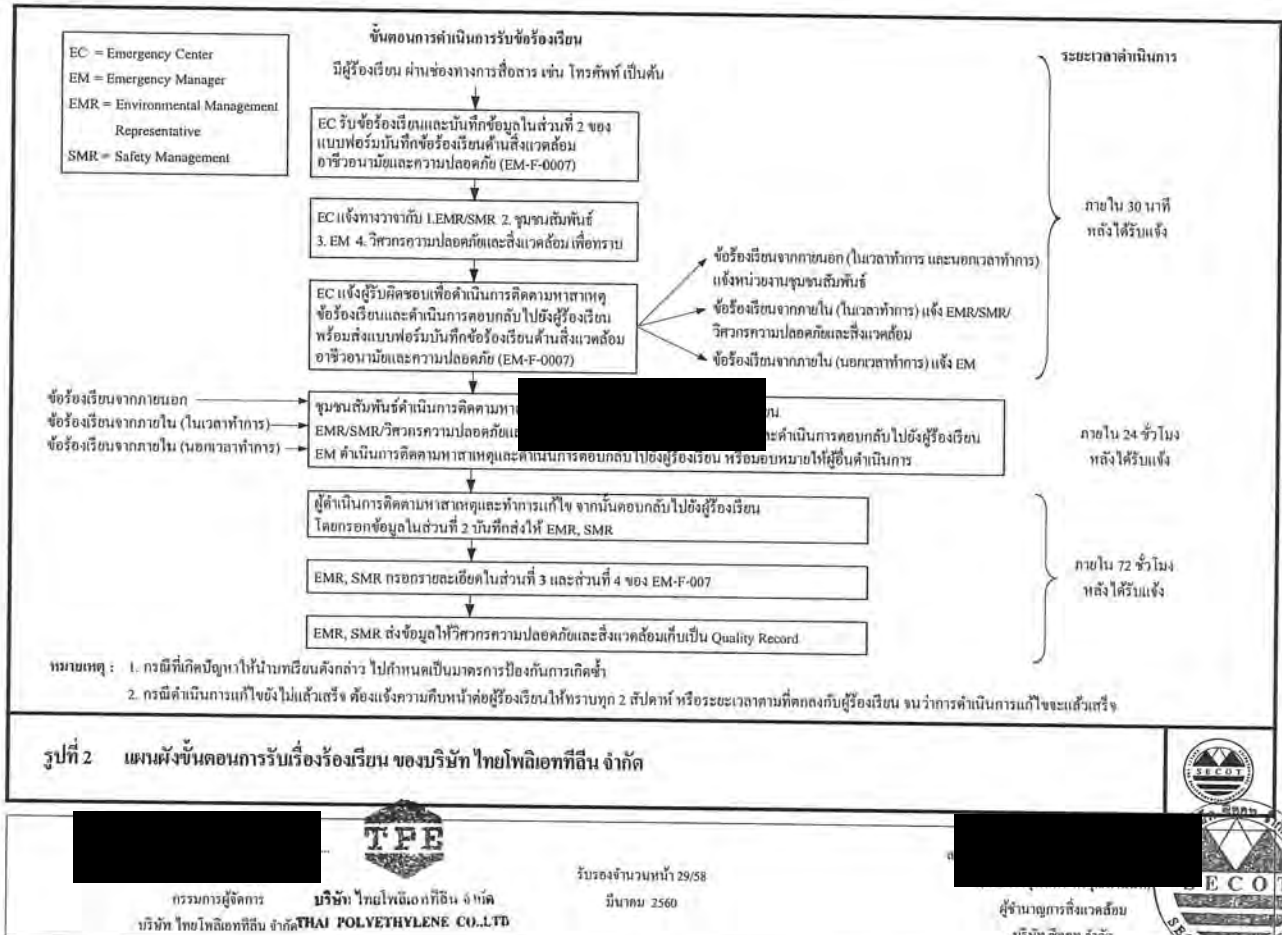 EC = Emergency Center
EM = Emergency Manager
EMR = Environmental Management
Representative
SMR = Safety Management
ขั้นตอนการดำเนินการรับข้อร้องเรียน
ระยะเวลาดำเนินการ
มีผู้ร้องเรียน ผ่านช่องทางการสื่อสาร เช่น โทรศัพท์ เป็นต้น
EC รับข้อร้องเรียนและบันทึกข้อมูลในส่วนที่ 2 ของ
แบบฟอร์มบันทึกข้อร้องเรียนด้านสิ่งแวดล้อม
อาชีวอนามัยและความปลอดภัย (EM-F-0007)
EC แจ้งทางวาจากับ 1.EMR/SMR 2. ชุมชนสัมพันธ์
3. EM 4. วิศวกรความปลอดภัยและสิ่งแวดล้อม เพื่อทราบ
ภายใน 30 นาที
หลังได้รับแจ้ง
EC แจ้งผู้รับผิดชอบเพื่อดำเนินการติดตามหาสาเหตุ
ข้อร้องเรียนและดำเนินการตอบกลับไปยังผู้ร้องเรียน
พร้อมส่งแบบฟอร์มบันทึกข้อร้องเรียนด้านสิ่งแวดล้อม
อาชีวอนามัยและความปลอดภัย (EM-F-0007)
ข้อร้องเรียนจากภายนอก (ในเวลาทำการ และนอกเวลาทำการ)
แจ้งหน่วยงานชุมชนสัมพันธ์
ข้อร้องเรียนจากภายใน (ในเวลาทำการ) แจ้ง EMR/SMR/
วิศวกรความปลอดภัยและสิ่งแวดล้อม
ข้อร้องเรียนจากภายใน (นอกเวลาทำการ) แจ้ง EM
ข้อร้องเรียนจากภายนอก
ข้อร้องเรียนจากภายใน (ในเวลาทำการ)
ข้อร้องเรียนจากภายใน (นอกเวลาทำการ)
ชุมชนสัมพันธ์ดำเนินการติดตามหา
EMR/SMR/วิศวกรความปลอดภัย และดำเนินการตอบกลับไปยังผู้ร้องเรียน
EM ดำเนินการติดตามหาสาเหตุและดำเนินการตอบกลับไปยังผู้ร้องเรียน หรือมอบหมายให้ผู้อื่นดำเนินการ
ภายใน 24 ชั่วโมง
หลังได้รับแจ้ง
ผู้ดำเนินการติดตามหาสาเหตุและทำการแก้ไข จากนั้นตอบกลับไปยังผู้ร้องเรียน
โดยกรอกข้อมูลในส่วนที่ 2 บันทึกส่งให้ EMR, SMR
EMR, SMR กรอกรายละเอียดในส่วนที่ 3 และส่วนที่ 4 ของ EM-F-007
ภายใน 72 ชั่วโมง
หลังได้รับแจ้ง
EMR, SMR ส่งข้อมูลให้วิศวกรความปลอดภัยและสิ่งแวดล้อมเก็บเป็น Quality Record
หมายเหตุ : 1. กรณีที่เกิดปัญหาให้นำบทเรียนดังกล่าว ไปกำหนดเป็นมาตรการป้องกันการเกิดซ้ำ
2. กรณีดำเนินการแก้ไขยังไม่แล้วเสร็จ ต้องแจ้งความคืบหน้าต่อผู้ร้องเรียนให้ทราบทุก 2 สัปดาห์ หรือระยะเวลาตามที่ตกลงกับผู้ร้องเรียน จนว่าการดำเนินการแก้ไขจะแล้วเสร็จ
รูปที่ 2 แผนผังขั้นตอนการรับเรื่องร้องเรียน ของบริษัท ไทยโพลิเอททีลีน จำกัด
SECOT
TPE
รับรองจำนวนหน้า 29/58
มีนาคม 2560
กรรมการผู้จัดการ
บริษัท ไทยโพลิเอททีลีน จำกัด
บริษัท ไทยโพลิเอททีลีน จำกัด
THAI POLYETHYLENE CO.,LTD
ผู้ชำนาญการสิ่งแวดล้อม
บริษัท ซีคอท จำกัด
SECOT